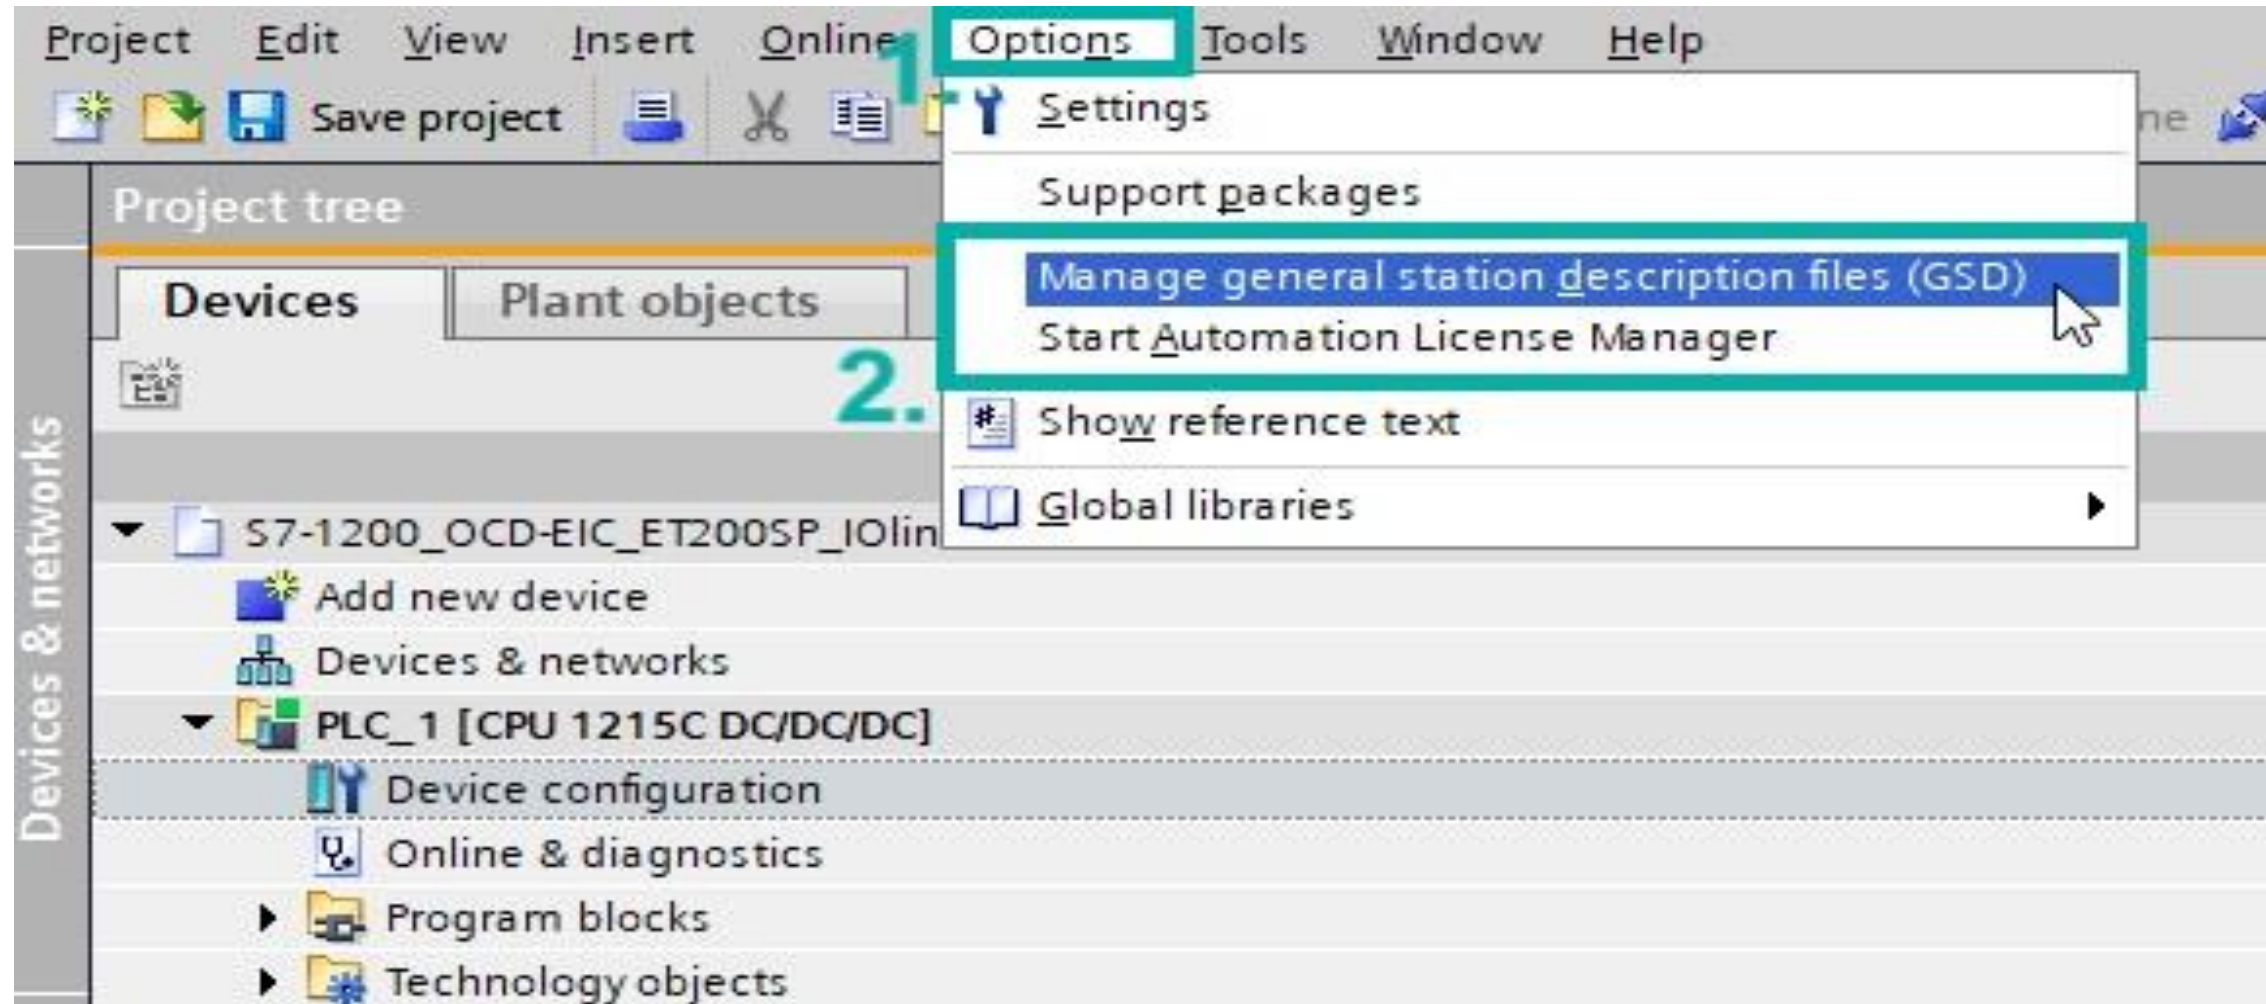 Project Edit View Insert Online Options Tools Window Help
1.
Save project
Settings
ne
Support packages
Project tree
Manage general station description files (GSD)
Devices Plant objects
Start Automation License Manager
2.
Show reference text
Global libraries
S7-1200_OCD-EIC_ET200SP_IOlin
Add new device
Devices & networks
PLC_1 [CPU 1215C DC/DC/DC]
Device configuration
Online & diagnostics
Program blocks
Technology objects
Devices & networks